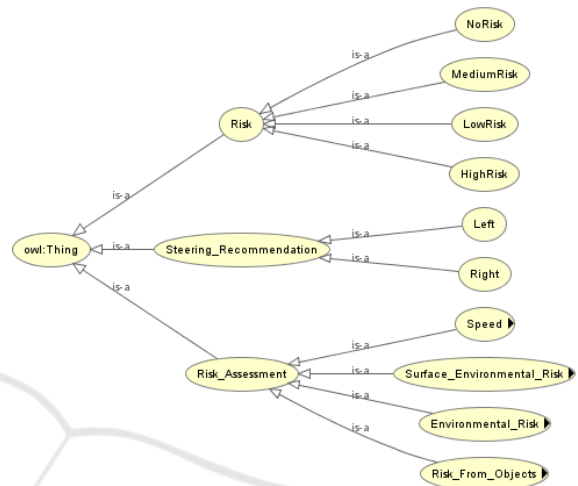 NoRisk
is-a
MediumRisk
is-a
Risk
is-a
LowRisk
is-a
HighRisk
is-a
Left
is-a
owl:Thing
is-a
Steering_Recommendation
is-a
Right
is-a
Speed
is-a
Risk_Assessment
is-a
Surface_Environmental_Risk
is-a
Environmental_Risk
is-a
Risk_From_Objects